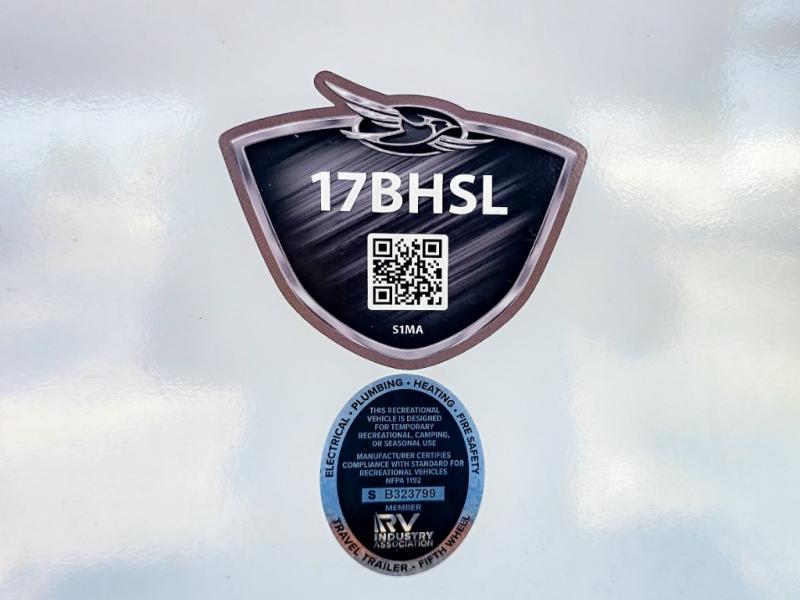 17BHSL
S1MA
ELECTRICAL • PLUMBING • HEATING • FIRE SAFETY
THIS RECREATIONAL
VEHICLE IS DESIGNED
FOR TEMPORARY
RECREATIONAL, CAMPING,
OR SEASONAL USE
MANUFACTURER CERTIFIES
COMPLIANCE WITH STANDARD FOR
RECREATIONAL VEHICLES
NFPA 1192
S B323799
MEMBER
RV
INDUSTRY
ASSOCIATION
TRAVEL TRAILER • FIFTH WHEEL